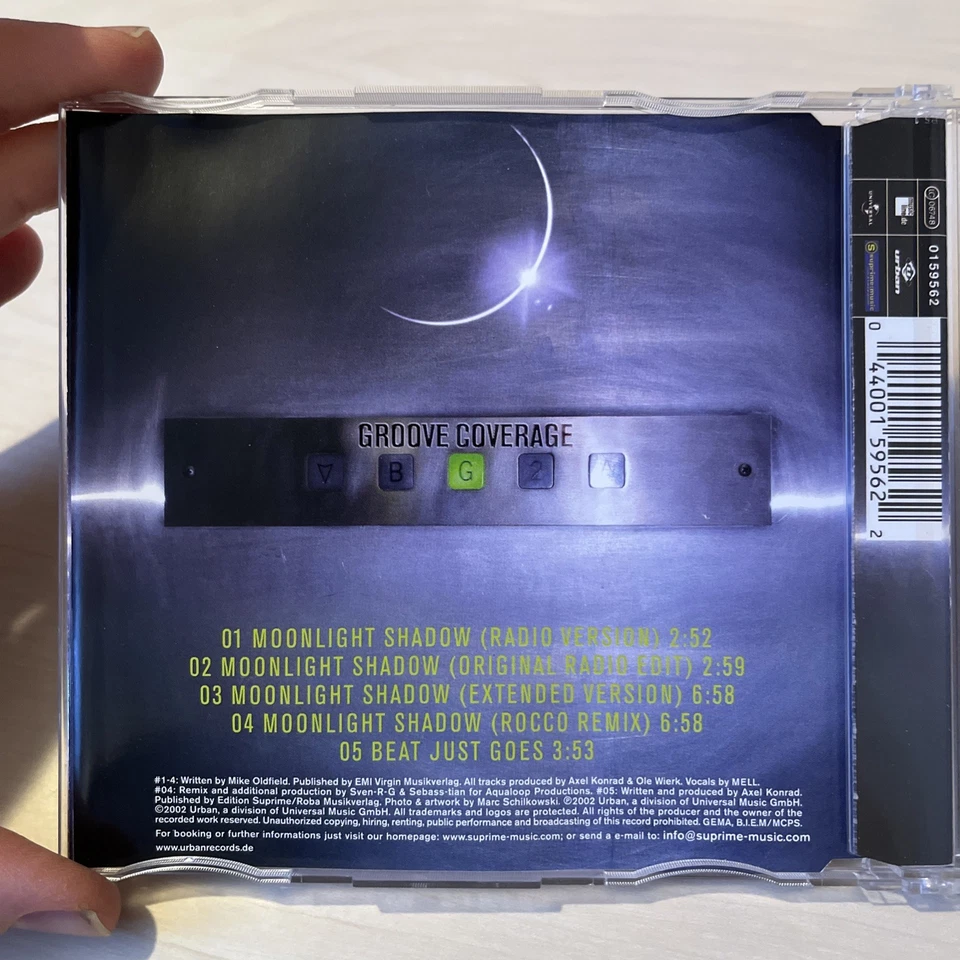 GROOVE COVERAGE
∀ B G 2
01 MOONLIGHT SHADOW (RADIO VERSION) 2:52
02 MOONLIGHT SHADOW (ORIGINAL RADIO EDIT) 2:59
03 MOONLIGHT SHADOW (EXTENDED VERSION) 6:58
04 MOONLIGHT SHADOW (ROCCO REMIX) 6:58
05 BEAT JUST GOES 3:53
#1-4: Written by Mike Oldfield. Published by EMI Virgin Musikverlag. All tracks produced by Axel Konrad & Ole Wierk. Vocals by MELL.
#04: Remix and additional production by Sven-R-G & Sebass-tian for Aqualoop Productions. #05: Written and produced by Axel Konrad.
Published by Edition Suprime/Roba Musikverlag. Photo & artwork by Marc Schilkowski. ℗2002 Urban, a division of Universal Music GmbH.
©2002 Urban, a division of Universal Music GmbH. All trademarks and logos are protected. All rights of the producer and the owner of the
recorded work reserved. Unauthorized copying, hiring, renting, public performance and broadcasting of this record prohibited. GEMA, B.I.E.M/MCPS.
For booking or further informations just visit our homepage: www.suprime-music.com; or send a e-mail to: info@suprime-music.com
www.urbanrecords.de
LC 06748
UNIVERSAL
0159562
urban
suprime:music
0 44001 59562 2